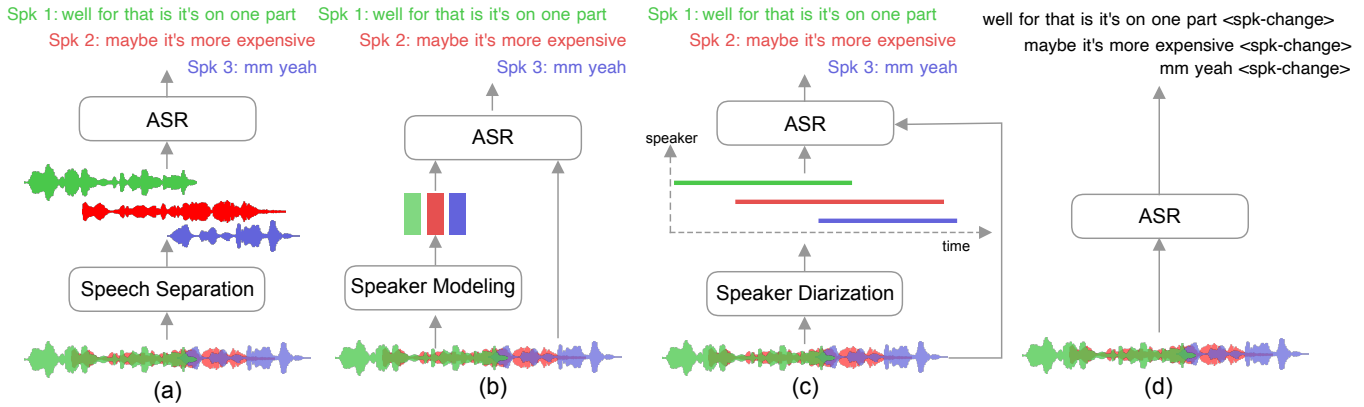 Spk 1: well for that is it's on one part
Spk 2: maybe it's more expensive
Spk 3: mm yeah
ASR
Speech Separation
(a)
Spk 1: well for that is it's on one part
Spk 2: maybe it's more expensive
Spk 3: mm yeah
ASR
Speaker Modeling
(b)
Spk 1: well for that is it's on one part
Spk 2: maybe it's more expensive
Spk 3: mm yeah
ASR
speaker
time
Speaker Diarization
(c)
well for that is it's on one part <spk-change>
maybe it's more expensive <spk-change>
mm yeah <spk-change>
ASR
(d)